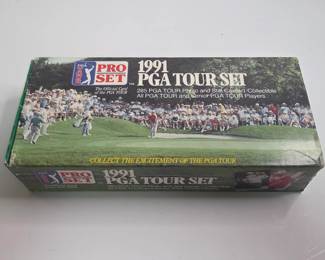 PRO
SET
The Official Card
of the PGA TOUR
1991
PGA TOUR SET
285 PGA TOUR Photo and Stat Collectible
All PGA TOUR and Senior PGA TOUR Players
COLLECT THE EXCITEMENT OF THE PGA TOUR
PRO
SET
1991
PGA TOUR SET